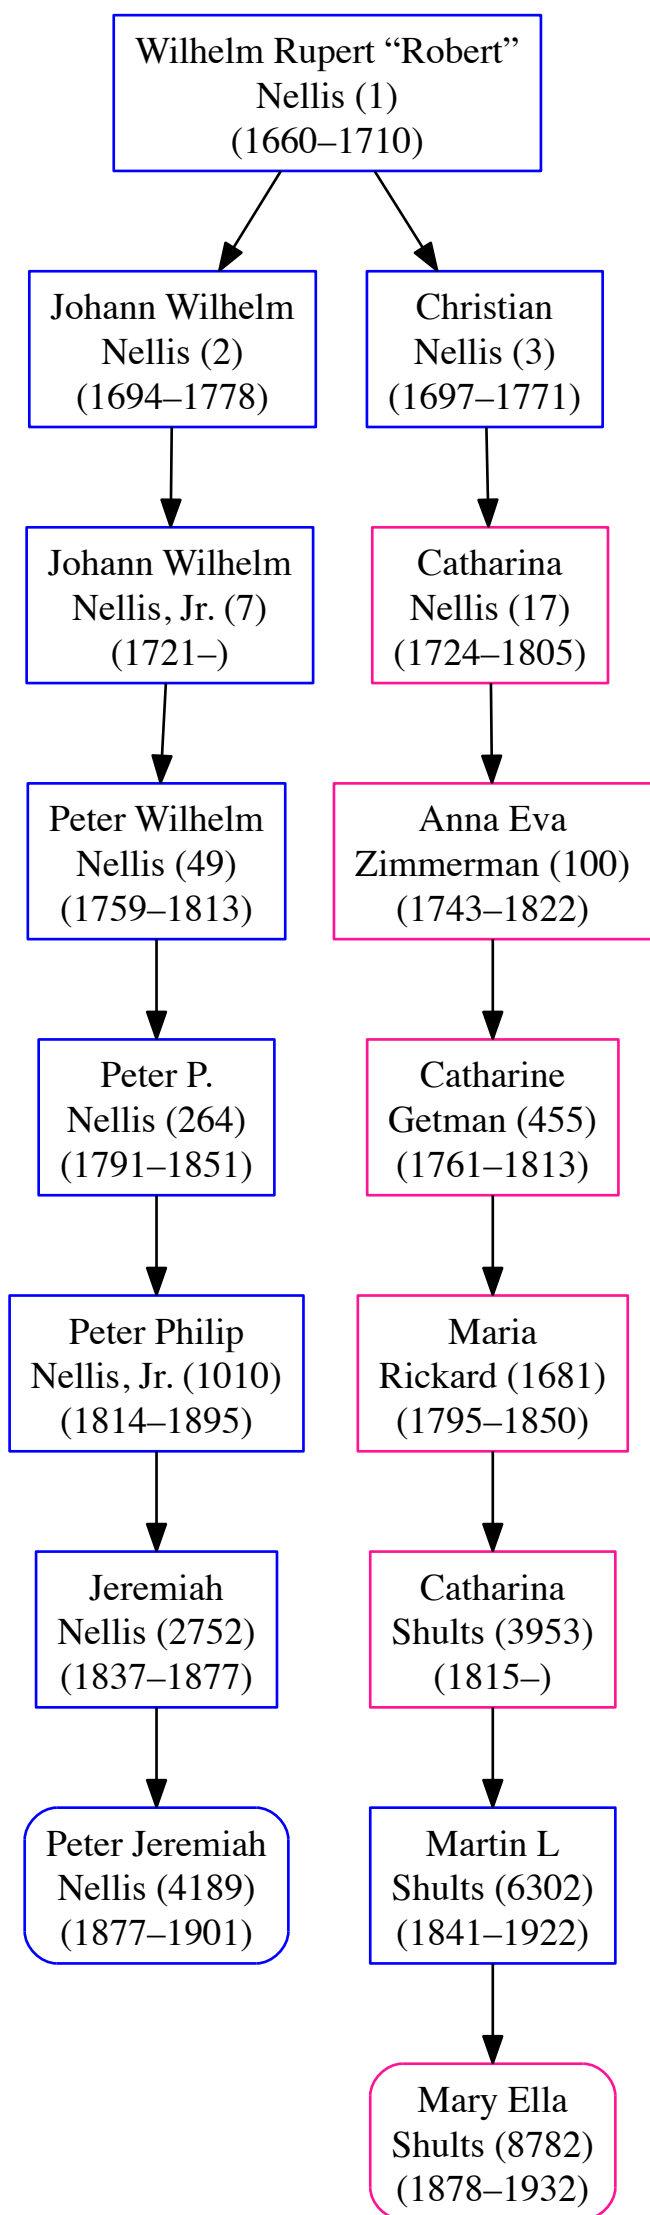 Wilhelm Rupert “Robert”
Nellis (1)
(1660–1710)
Johann Wilhelm
Nellis (2)
(1694–1778)
Christian
Nellis (3)
(1697–1771)
Johann Wilhelm
Nellis, Jr. (7)
(1721–)
Catharina
Nellis (17)
(1724–1805)
Peter Wilhelm
Nellis (49)
(1759–1813)
Anna Eva
Zimmerman (100)
(1743–1822)
Peter P.
Nellis (264)
(1791–1851)
Catharine
Getman (455)
(1761–1813)
Peter Philip
Nellis, Jr. (1010)
(1814–1895)
Maria
Rickard (1681)
(1795–1850)
Jeremiah
Nellis (2752)
(1837–1877)
Catharina
Shults (3953)
(1815–)
Peter Jeremiah
Nellis (4189)
(1877–1901)
Martin L
Shults (6302)
(1841–1922)
Mary Ella
Shults (8782)
(1878–1932)